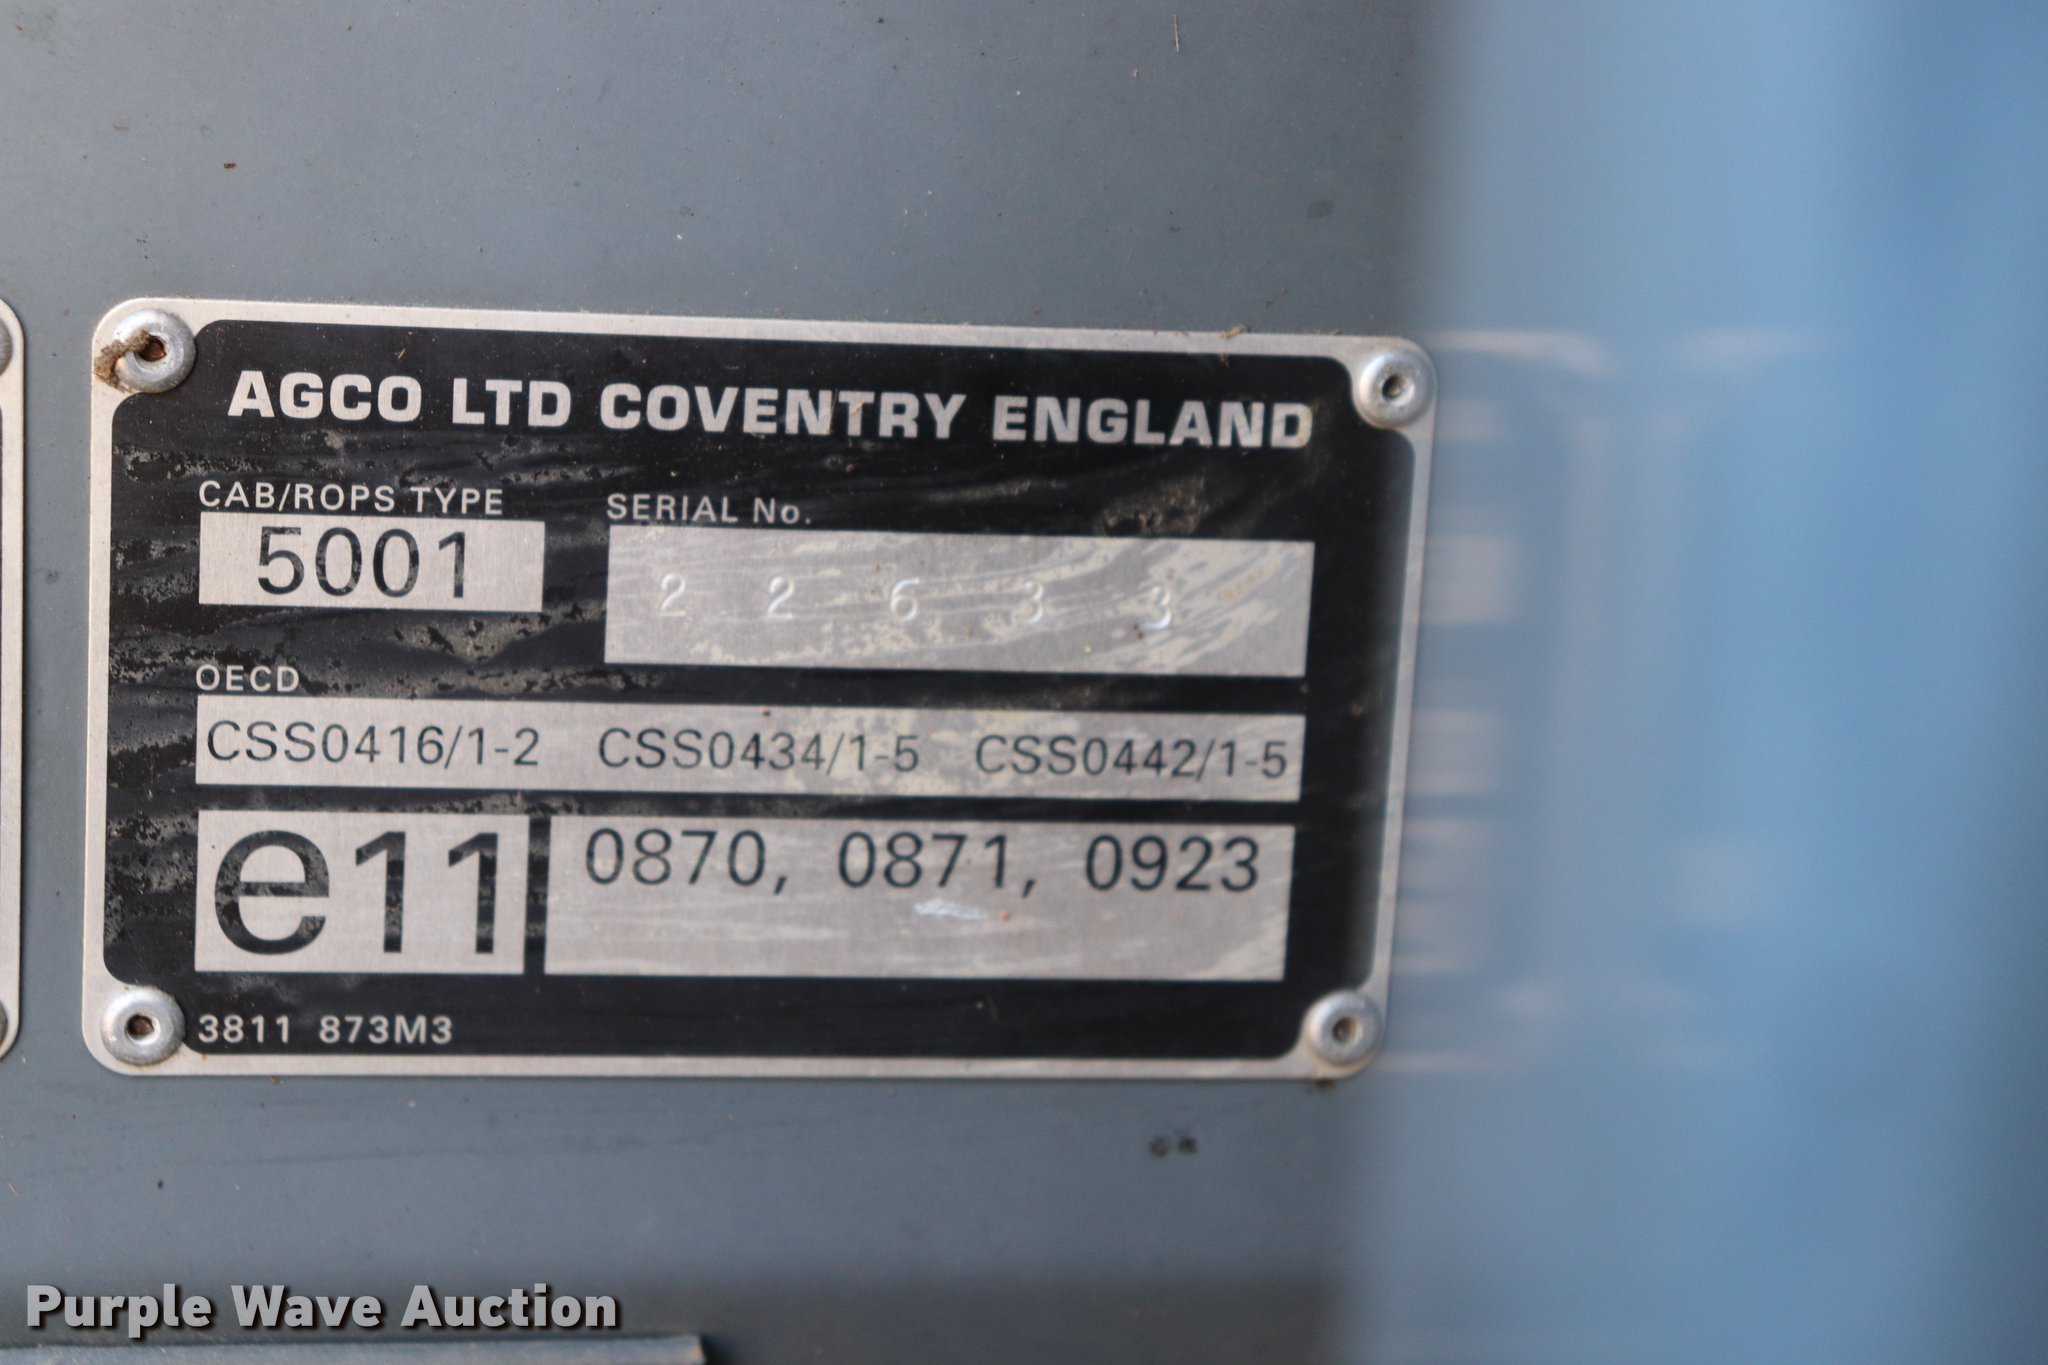 AGCO LTD COVENTRY ENGLAND
CAB/ROPS TYPE SERIAL No.
5001 2 2 6 3 3
OECD
CSS0416/1-2 CSS0434/1-5 CSS0442/1-5
e11 0870, 0871, 0923
3811 873M3
Purple Wave Auction